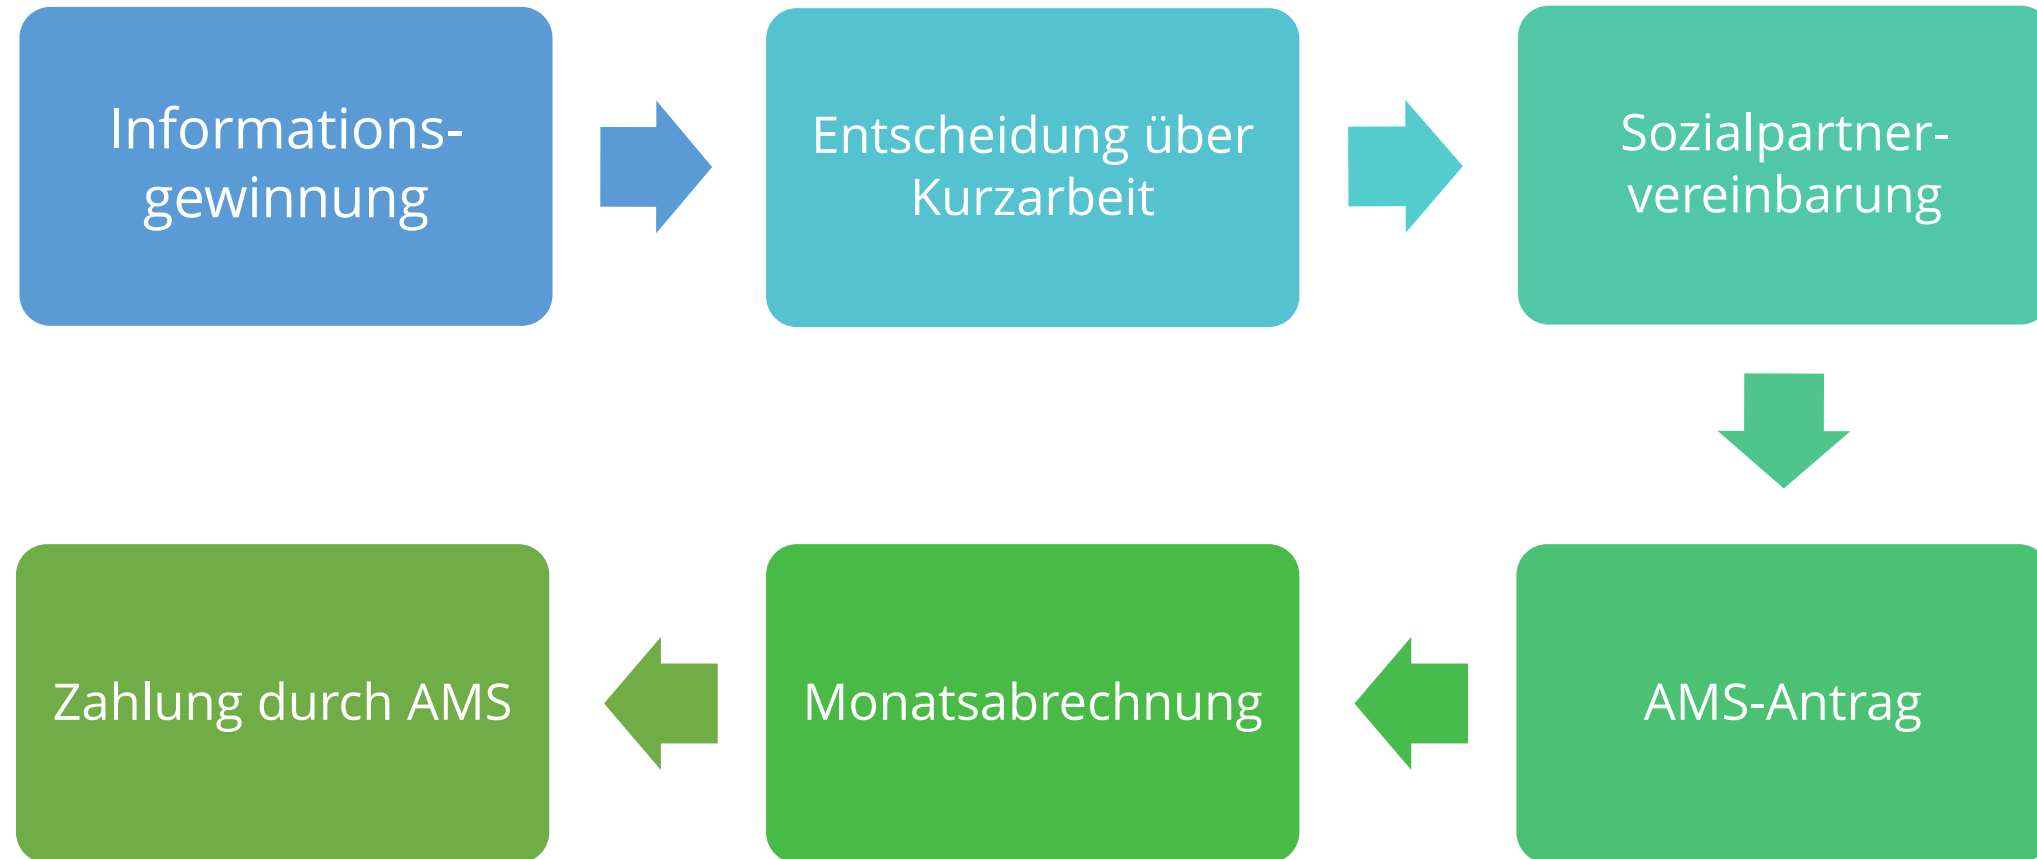 Informations-
gewinnung
Entscheidung über
Kurzarbeit
Sozialpartner-
vereinbarung
AMS-Antrag
Monatsabrechnung
Zahlung durch AMS